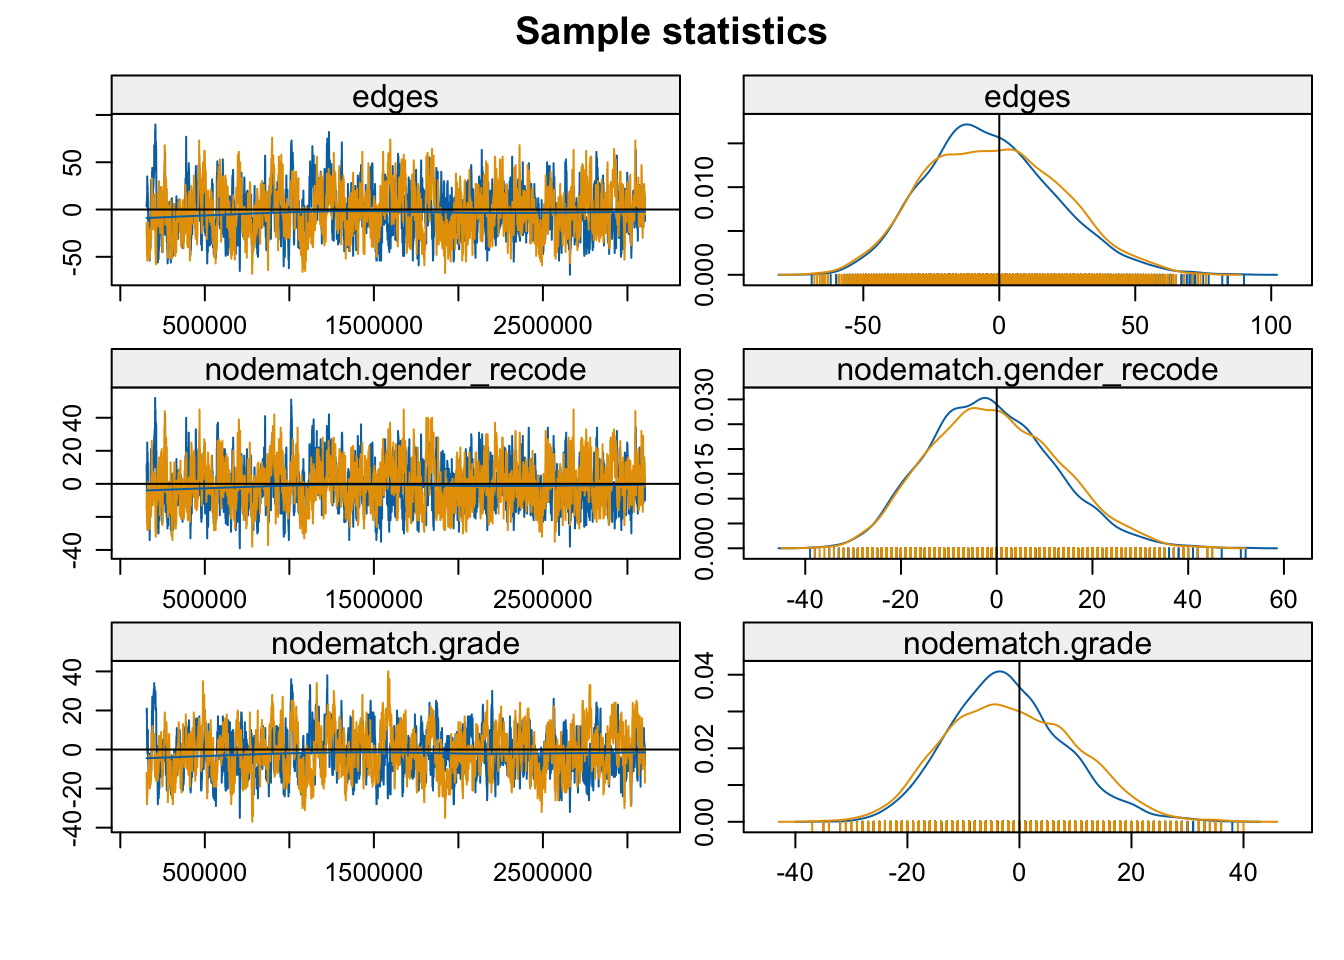 Sample statistics
edges
edges
50
0
-50
500000 1500000 2500000
0.010
0.000
-50 0 50 100
nodematch.gender_recode
nodematch.gender_recode
40
20
0
-40
500000 1500000 2500000
0.030
0.015
0.000
-40 -20 0 20 40 60
nodematch.grade
nodematch.grade
40
20
0
-20
-40
500000 1500000 2500000
0.04
0.02
0.00
-40 -20 0 20 40